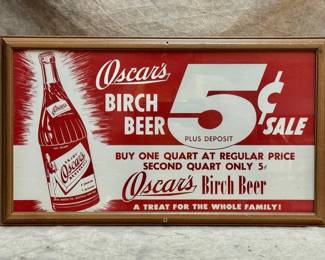 Oscar's
BIRCH
BEER
5¢
SALE
PLUS DEPOSIT
BUY ONE QUART AT REGULAR PRICE
SECOND QUART ONLY 5¢
Oscar's Birch Beer
A TREAT FOR THE WHOLE FAMILY!
Oscar's
Oscar's